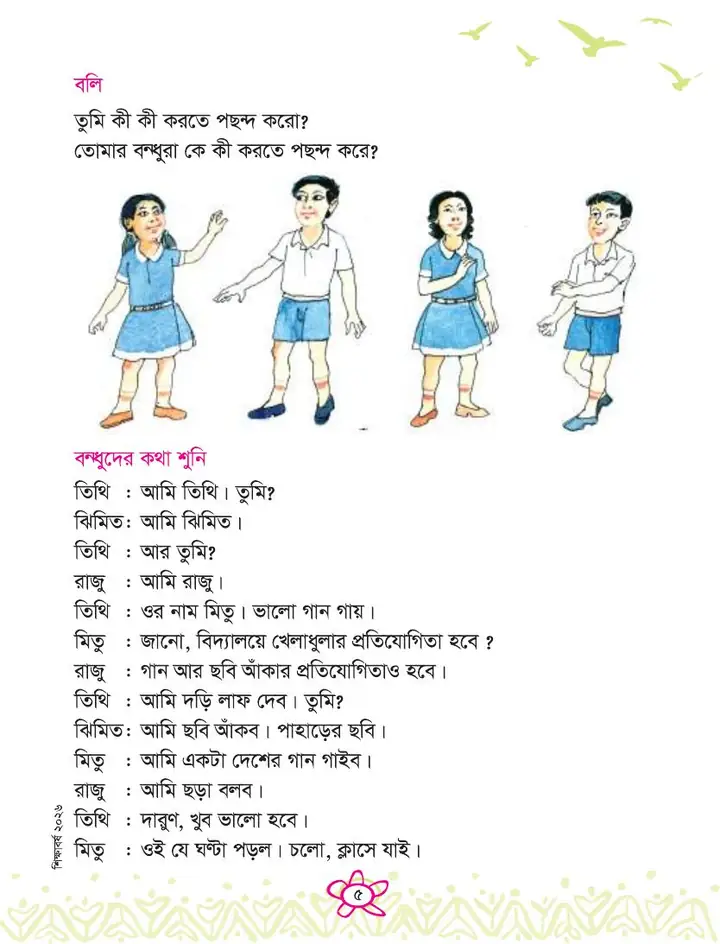 বলি
তুমি কী কী করতে পছন্দ করো?
তোমার বন্ধুরা কে কী করতে পছন্দ করে?
বন্ধুদের কথা শুনি
তিথি : আমি তিথি। তুমি?
ঝিমিত: আমি ঝিমিত।
তিথি : আর তুমি?
রাজু : আমি রাজু।
তিথি : ওর নাম মিতু। ভালো গান গায়।
মিতু : জানো, বিদ্যালয়ে খেলাধুলার প্রতিযোগিতা হবে ?
রাজু : গান আর ছবি আঁকার প্রতিযোগিতাও হবে।
তিথি : আমি দড়ি লাফ দেব। তুমি?
ঝিমিত: আমি ছবি আঁকব। পাহাড়ের ছবি।
মিতু : আমি একটা দেশের গান গাইব।
রাজু : আমি ছড়া বলব।
তিথি : দারুণ, খুব ভালো হবে।
মিতু : ওই যে ঘণ্টা পড়ল। চলো, ক্লাসে যাই।
শিক্ষাবর্ষ ২০২৬
৫